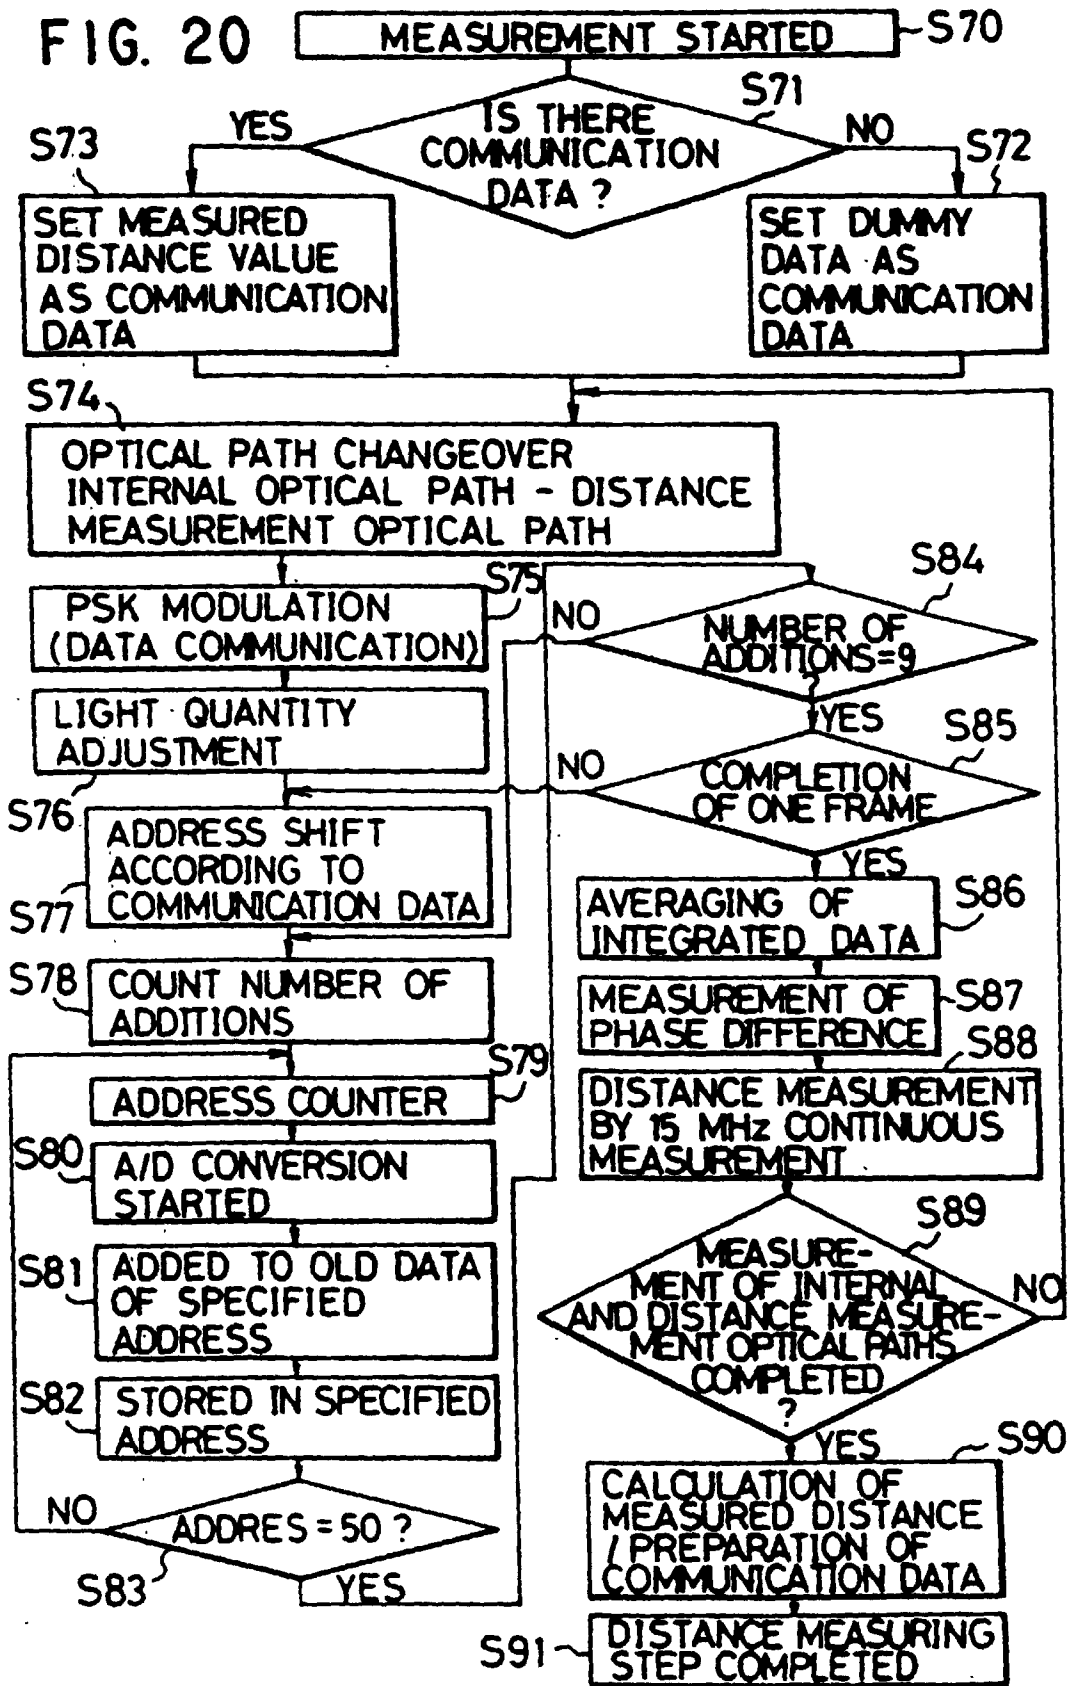 FIG. 20
MEASUREMENT STARTED
S70
S71
IS THERE
COMMUNICATION
DATA ?
YES
NO
S73
SET MEASURED
DISTANCE VALUE
AS COMMUNICATION
DATA
S72
SET DUMMY
DATA AS
COMMUNICATION
DATA
S74
OPTICAL PATH CHANGEOVER
INTERNAL OPTICAL PATH - DISTANCE
MEASUREMENT OPTICAL PATH
S75
PSK MODULATION
(DATA COMMUNICATION)
LIGHT QUANTITY
ADJUSTMENT
S76
ADDRESS SHIFT
ACCORDING TO
COMMUNICATION DATA
S77
S78
COUNT NUMBER OF
ADDITIONS
S79
ADDRESS COUNTER
S80
A/D CONVERSION
STARTED
S81
ADDED TO OLD DATA
OF SPECIFIED
ADDRESS
S82
STORED IN SPECIFIED
ADDRESS
NO
ADDRES = 50 ?
S83
YES
S84
NO
NUMBER OF
ADDITIONS=9
?
YES
S85
NO
COMPLETION
OF ONE FRAME
YES
S86
AVERAGING OF
INTEGRATED DATA
S87
MEASUREMENT OF
PHASE DIFFERENCE
S88
DISTANCE MEASUREMENT
BY 15 MHz CONTINUOUS
MEASUREMENT
S89
MEASURE-
MENT OF INTERNAL
AND DISTANCE MEASURE-
MENT OPTICAL PATHS
COMPLETED
?
NO
YES
S90
CALCULATION OF
MEASURED DISTANCE
/ PREPARATION OF
COMMUNICATION DATA
S91
DISTANCE MEASURING
STEP COMPLETED